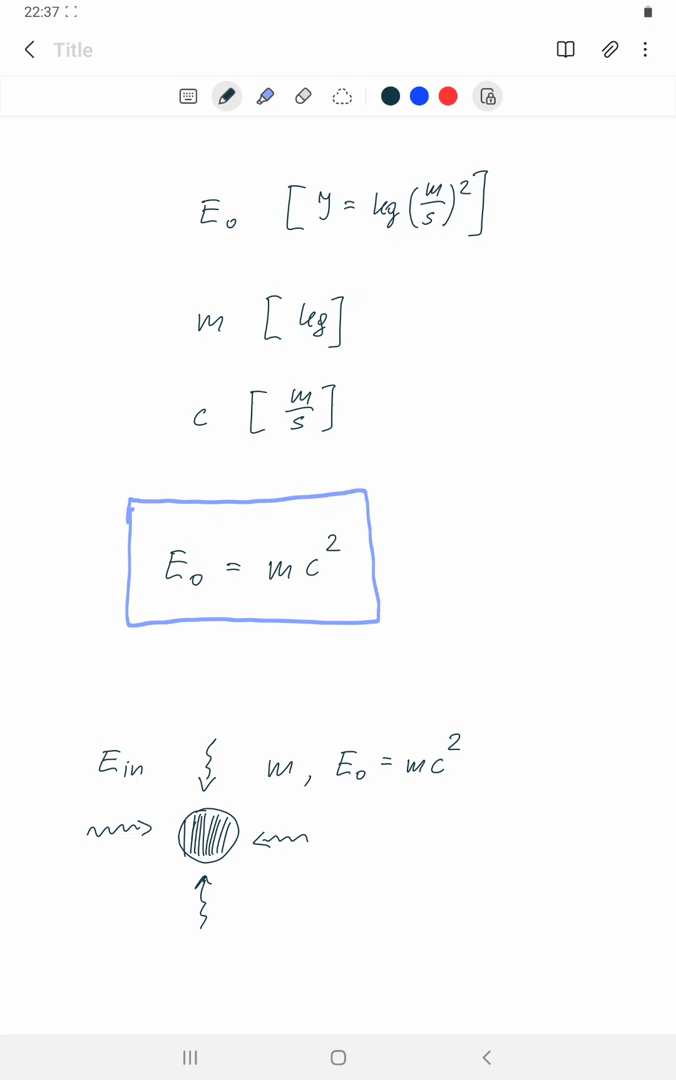 22:37
Title
E₀ [ J = kg (m/s)² ]
m [ kg ]
c [ m/s ]
E₀ = mc²
Ein m, E₀ = mc²